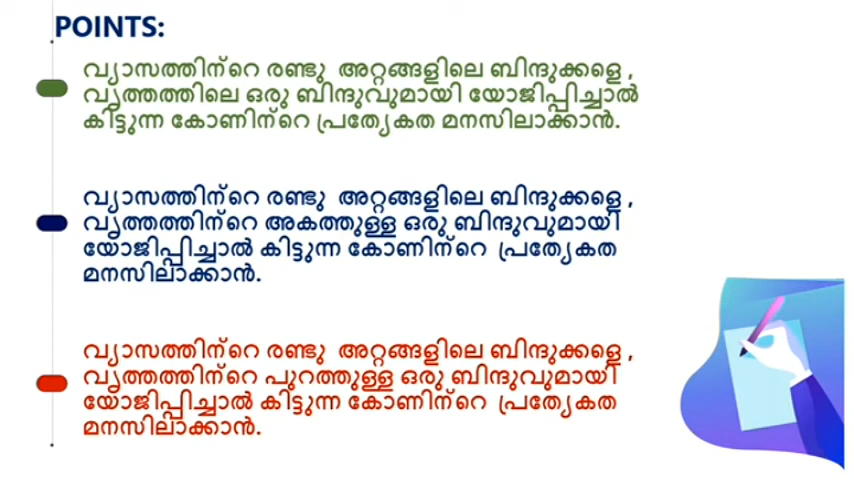 POINTS:
വ്യാസത്തിന്റെ രണ്ടു അറ്റങ്ങളിലെ ബിന്ദുക്കളെ ,
വൃത്തത്തിലെ ഒരു ബിന്ദുവുമായി യോജിപ്പിച്ചാൽ
കിട്ടുന്ന കോണിന്റെ പ്രത്യേകത മനസിലാക്കാൻ.
വ്യാസത്തിന്റെ രണ്ടു അറ്റങ്ങളിലെ ബിന്ദുക്കളെ ,
വൃത്തത്തിന്റെ അകത്തുള്ള ഒരു ബിന്ദുവുമായി
യോജിപ്പിച്ചാൽ കിട്ടുന്ന കോണിന്റെ പ്രത്യേകത
മനസിലാക്കാൻ.
വ്യാസത്തിന്റെ രണ്ടു അറ്റങ്ങളിലെ ബിന്ദുക്കളെ ,
വൃത്തത്തിന്റെ പുറത്തുള്ള ഒരു ബിന്ദുവുമായി
യോജിപ്പിച്ചാൽ കിട്ടുന്ന കോണിന്റെ പ്രത്യേകത
മനസിലാക്കാൻ.